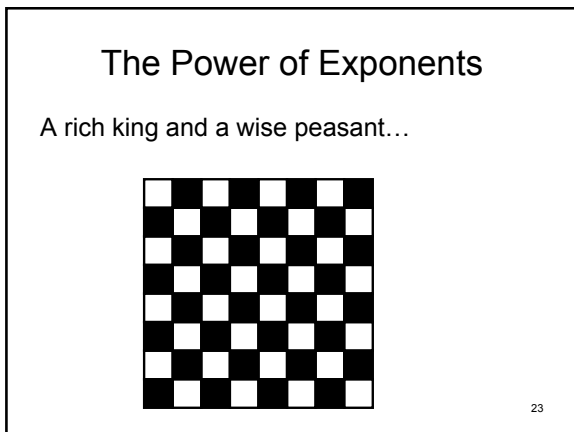 The Power of Exponents
A rich king and a wise peasant…
23